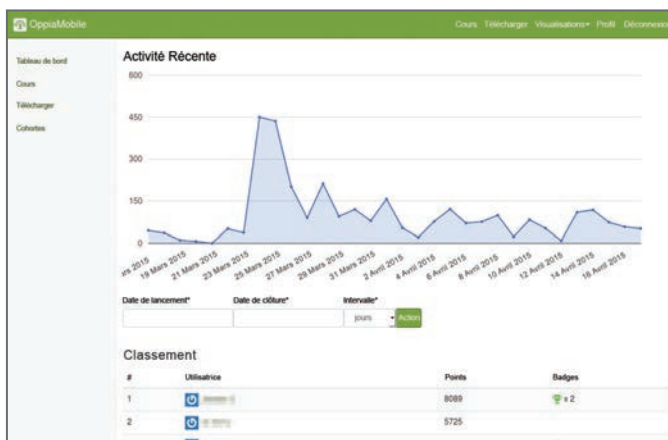 OppiaMobile
Cours Télécharger Visualisations Profil Déconnexio
Tableau de bord
Cours
Télécharger
Cohortes
Activité Récente
600
450
300
150
0
rs 2015 19 Mars 2015 21 Mars 2015 23 Mars 2015 25 Mars 2015 27 Mars 2015 29 Mars 2015 31 Mars 2015 2 Avril 2015 4 Avril 2015 6 Avril 2015 8 Avril 2015 10 Avril 2015 12 Avril 2015 14 Avril 2015 16 Avril 2015
Date de lancement* Date de clôture* Intervalle*
jours Action
Classement
# Utilisatrice Points Badges
1 8089 x 2
2 5725